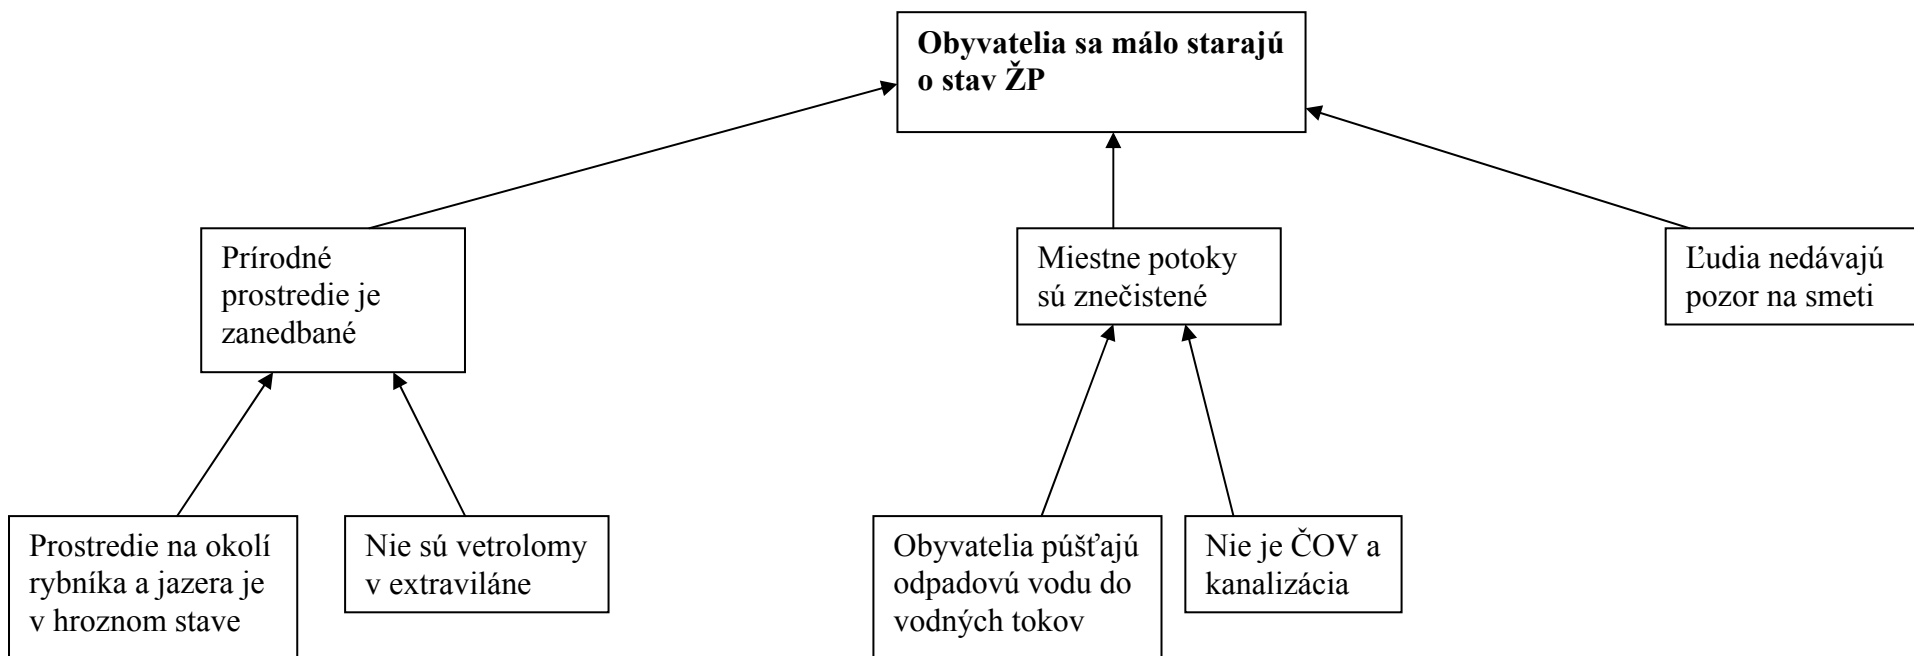 Obyvatelia sa málo starajú
o stav ŽP
Prírodné
prostredie je
zanedbané
Miestne potoky
sú znečistené
Ľudia nedávajú
pozor na smeti
Prostredie na okolí
rybníka a jazera je
v hroznom stave
Nie sú vetrolomy
v extraviláne
Obyvatelia púšťajú
odpadovú vodu do
vodných tokov
Nie je ČOV a
kanalizácia